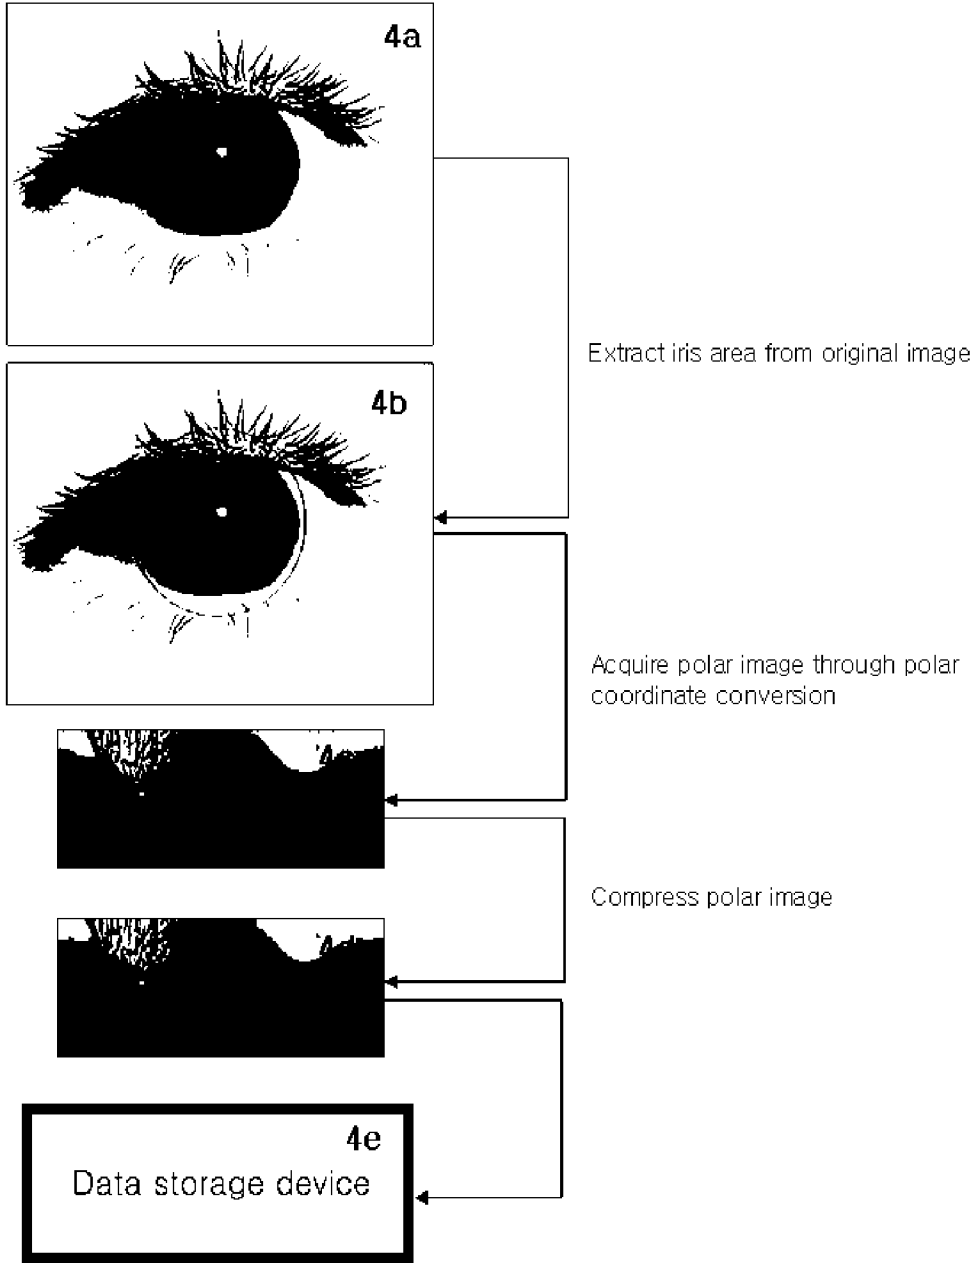 4a
Extract iris area from original image
4b
Acquire polar image through polar
coordinate conversion
Compress polar image
4e
Data storage device